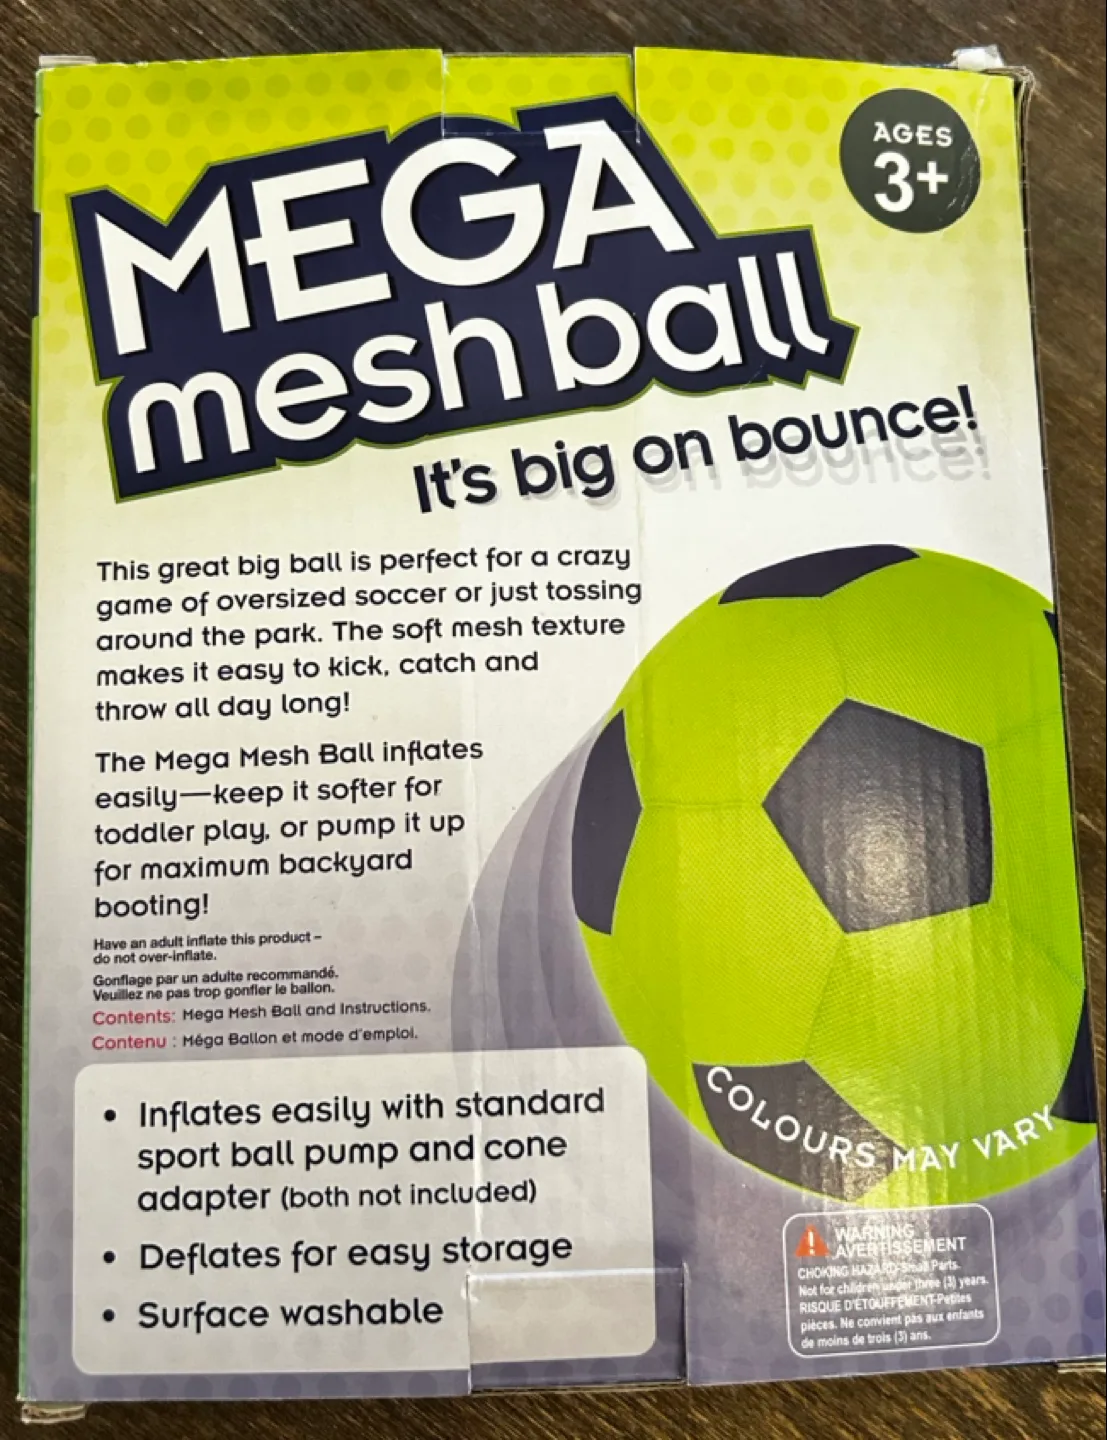 AGES
3+
MEGA
mesh ball
It's big on bounce!
This great big ball is perfect for a crazy
game of oversized soccer or just tossing
around the park. The soft mesh texture
makes it easy to kick, catch and
throw all day long!
The Mega Mesh Ball inflates
easily—keep it softer for
toddler play, or pump it up
for maximum backyard
booting!
Have an adult inflate this product –
do not over-inflate.
Gonflage par un adulte recommandé.
Veuillez ne pas trop gonfler le ballon.
Contents: Mega Mesh Ball and Instructions.
Contenu : Méga Ballon et mode d'emploi.
• Inflates easily with standard
sport ball pump and cone
adapter (both not included)
• Deflates for easy storage
• Surface washable
COLOURS MAY VARY
WARNING
AVERTISSEMENT
CHOKING HAZARD-Small Parts.
Not for children under three (3) years.
RISQUE D'ÉTOUFFEMENT-Petites
pièces. Ne convient pas aux enfants
de moins de trois (3) ans.